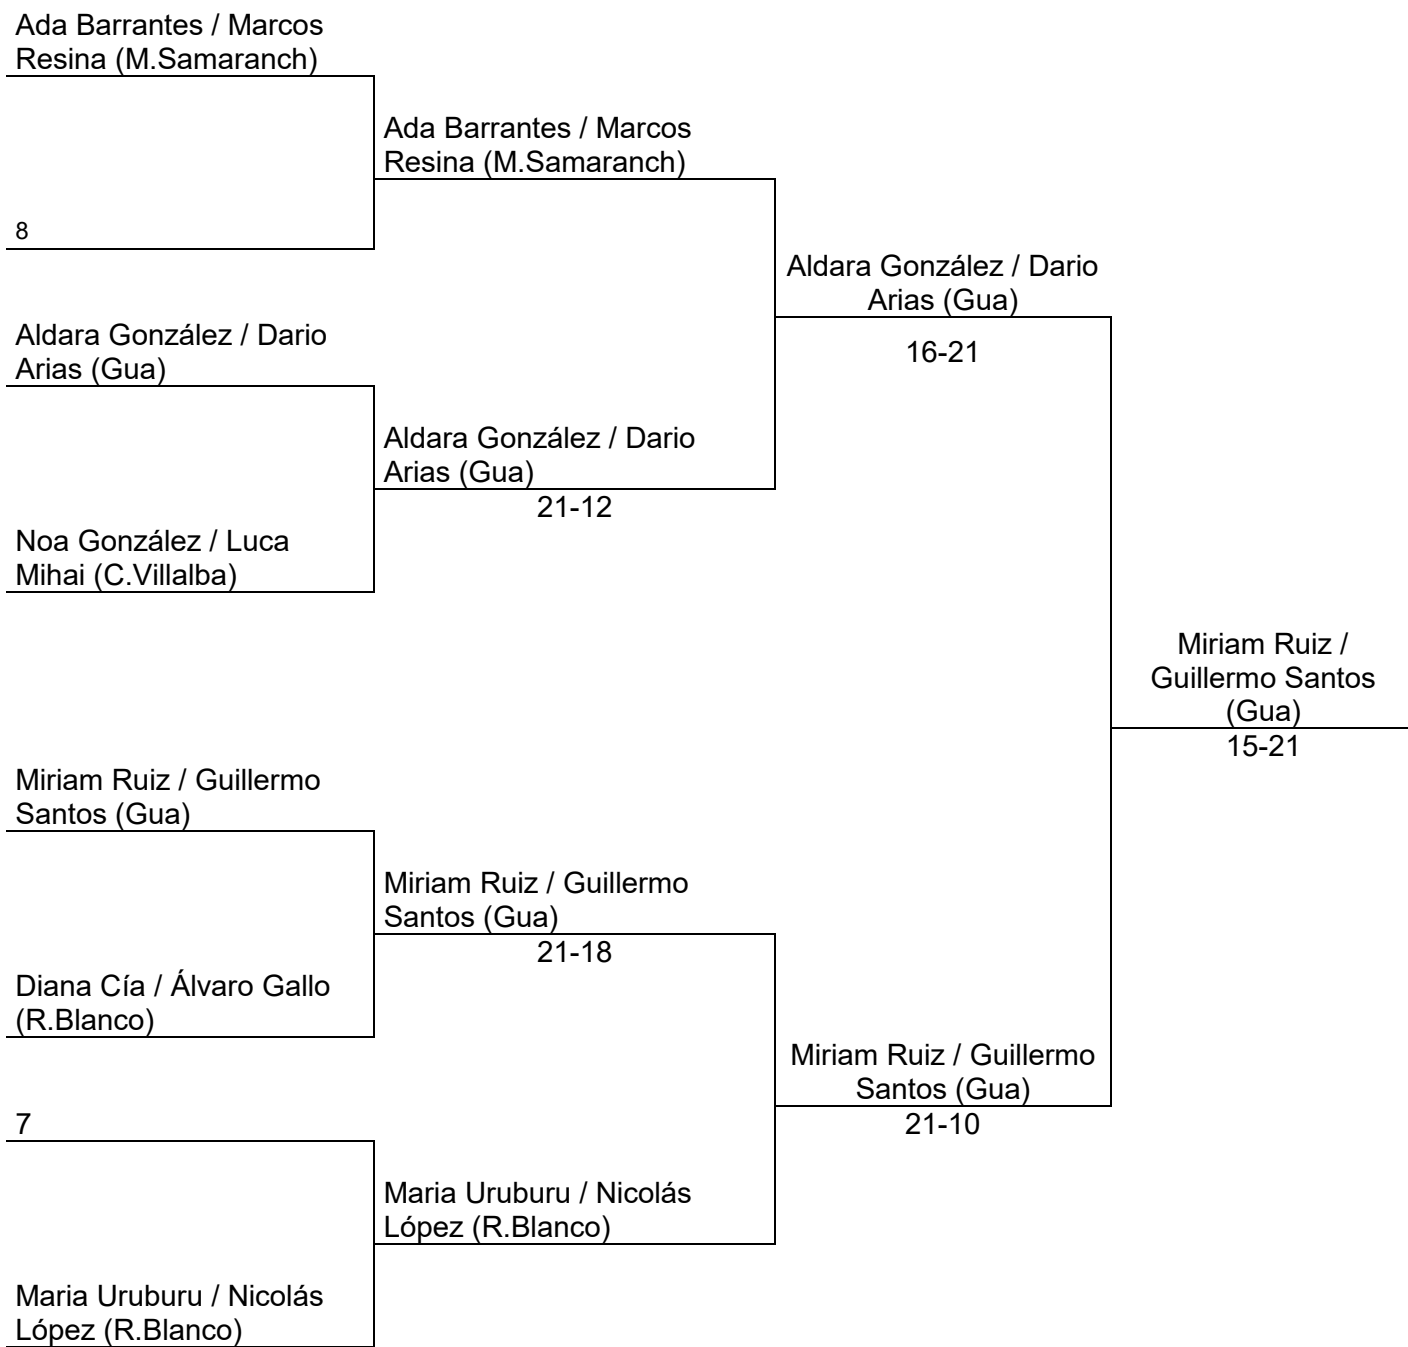 Ada Barrantes / Marcos
Resina (M.Samaranch)
Ada Barrantes / Marcos
Resina (M.Samaranch)
8
Aldara González / Dario
Arias (Gua)
16-21
Aldara González / Dario
Arias (Gua)
Aldara González / Dario
Arias (Gua)
21-12
Noa González / Luca
Mihai (C.Villalba)
Miriam Ruiz /
Guillermo Santos
(Gua)
15-21
Miriam Ruiz / Guillermo
Santos (Gua)
Miriam Ruiz / Guillermo
Santos (Gua)
21-18
Diana Cía / Álvaro Gallo
(R.Blanco)
Miriam Ruiz / Guillermo
Santos (Gua)
21-10
7
Maria Uruburu / Nicolás
López (R.Blanco)
Maria Uruburu / Nicolás
López (R.Blanco)